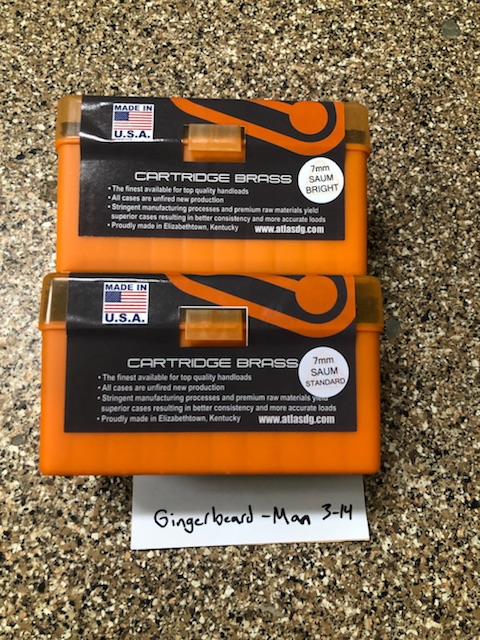 MADE IN
U.S.A.
CARTRIDGE BRASS
• The finest available for top quality handloads
• All cases are unfired new production
• Stringent manufacturing processes and premium raw materials yield
superior cases resulting in better consistency and more accurate loads
• Proudly made in Elizabethtown, Kentucky
www.atlasdg.com
7mm
SAUM
BRIGHT
MADE IN
U.S.A.
CARTRIDGE BRASS
• The finest available for top quality handloads
• All cases are unfired new production
• Stringent manufacturing processes and premium raw materials yield
superior cases resulting in better consistency and more accurate loads
• Proudly made in Elizabethtown, Kentucky
www.atlasdg.com
7mm
SAUM
STANDARD
Gingerbeard-Man 3-14